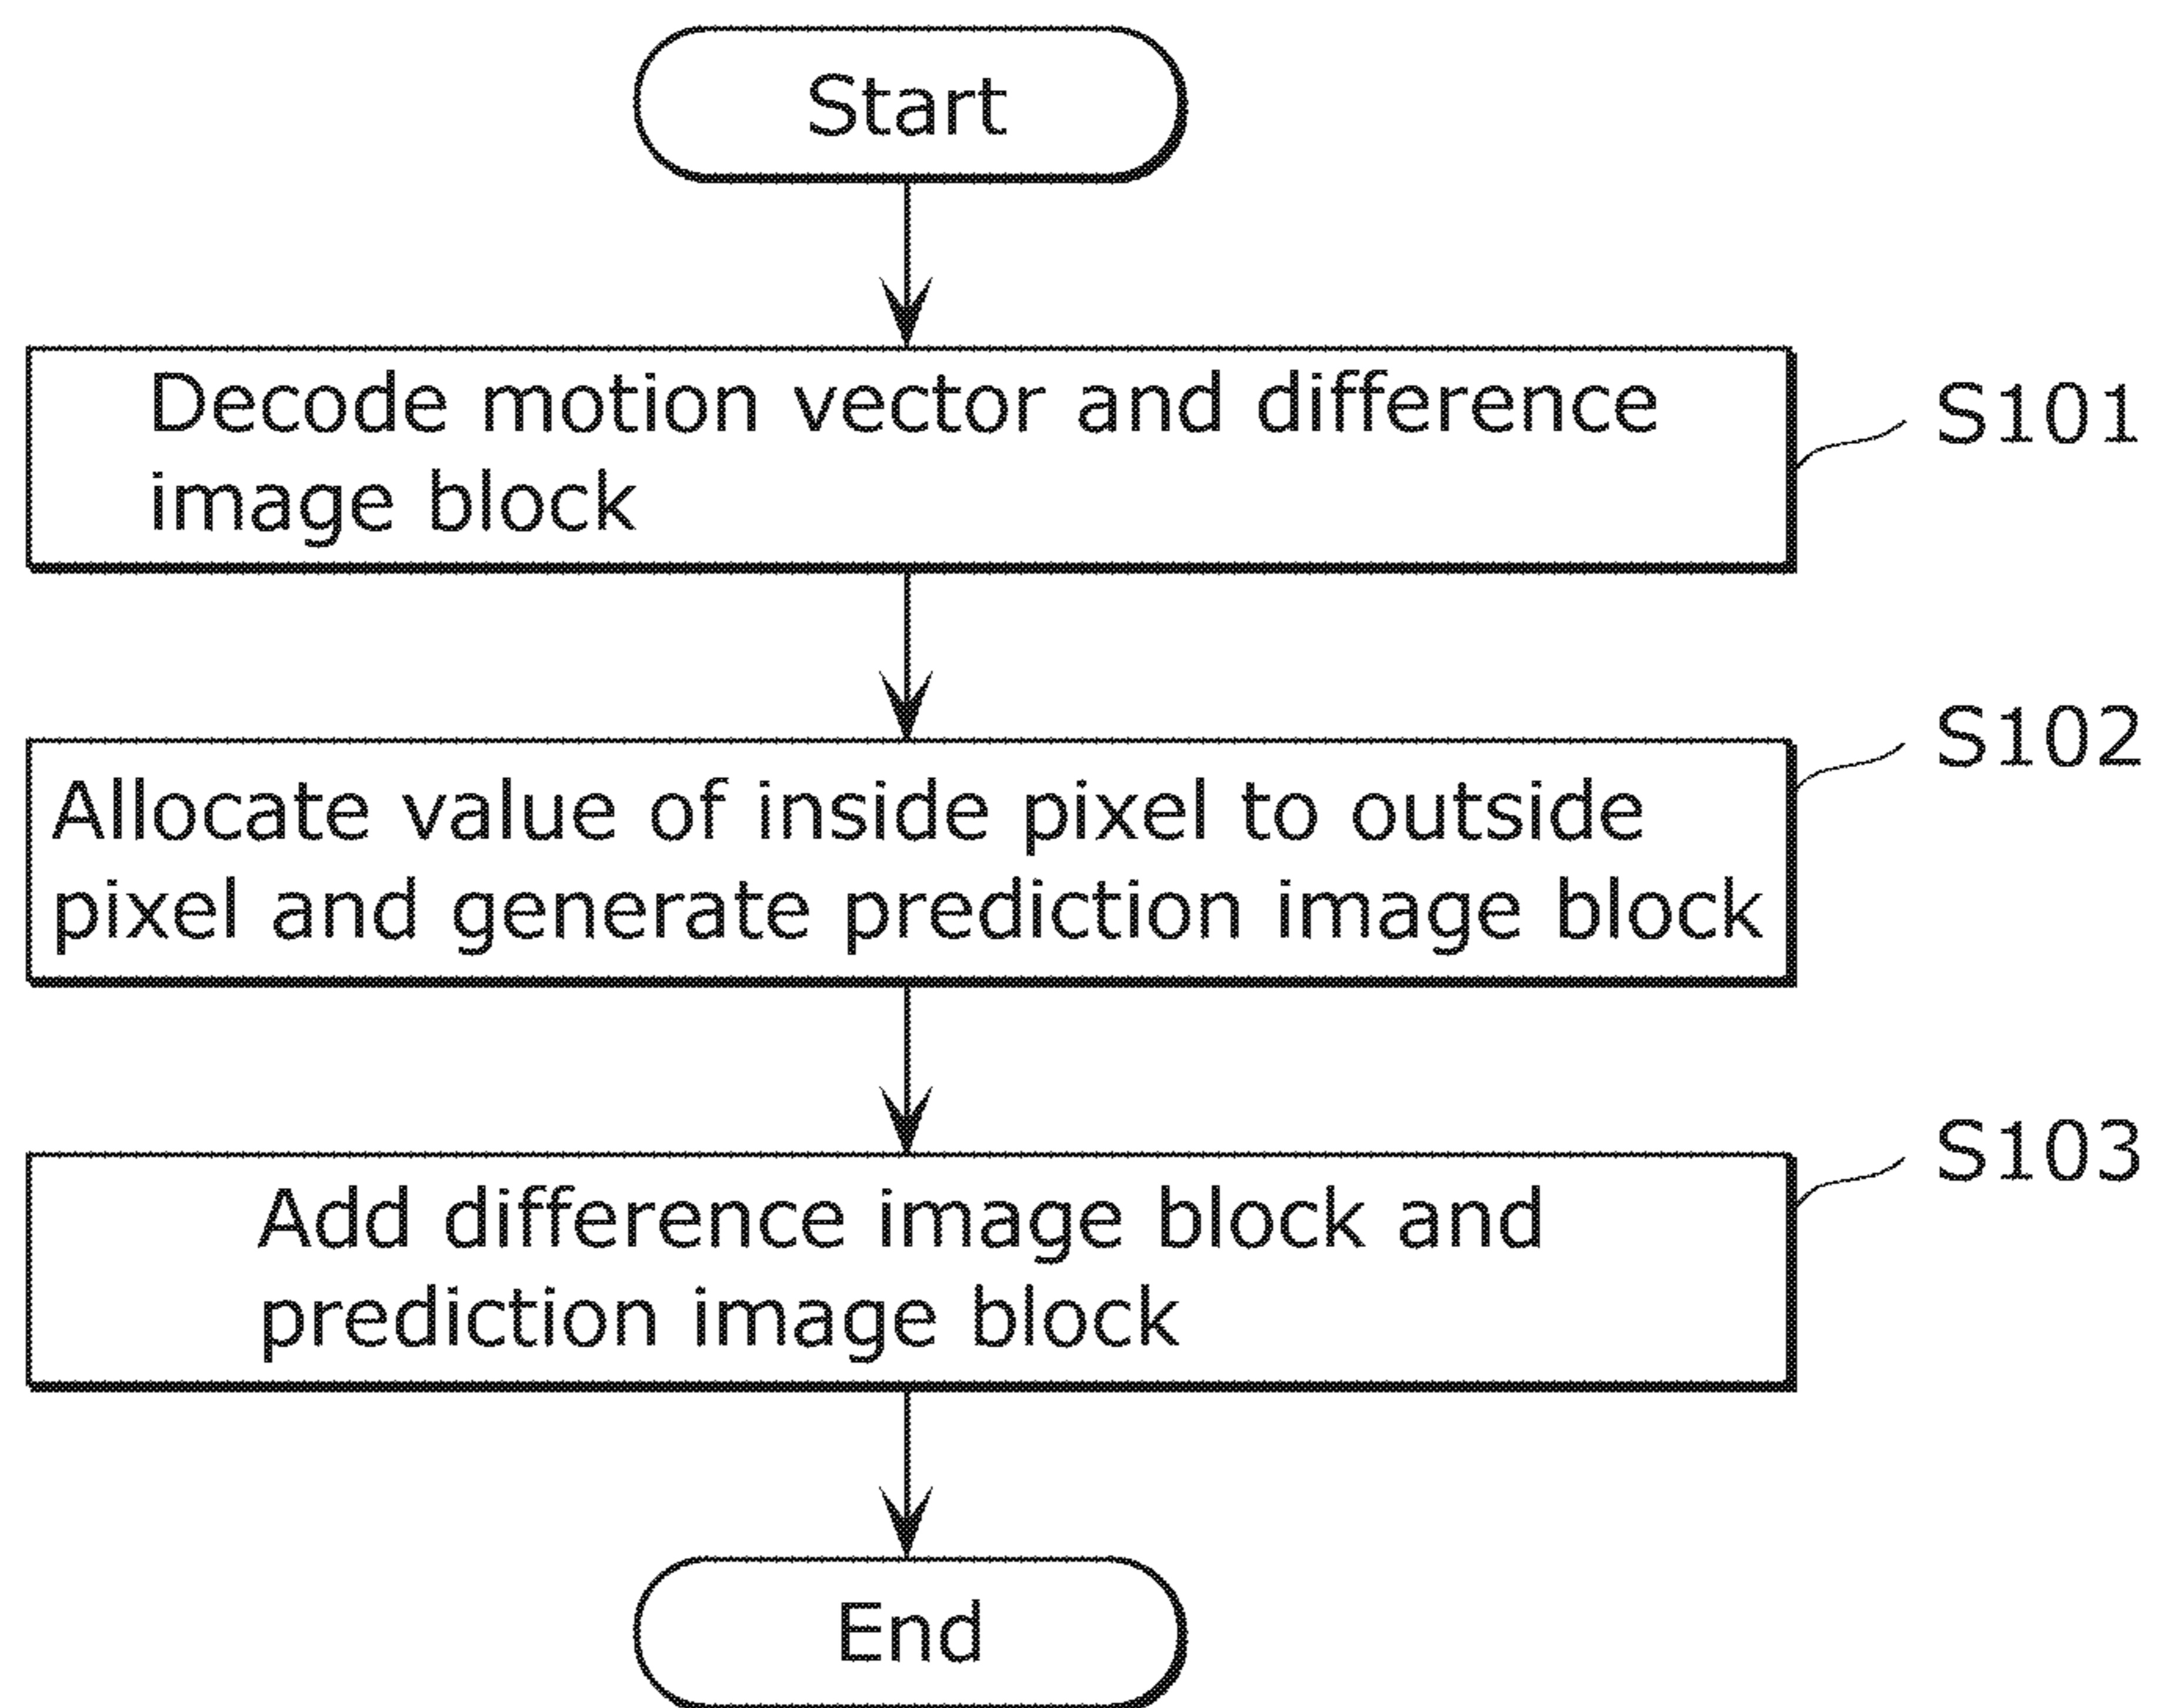 Start
Decode motion vector and difference
image block
S101
Allocate value of inside pixel to outside
pixel and generate prediction image block
S102
Add difference image block and
prediction image block
S103
End